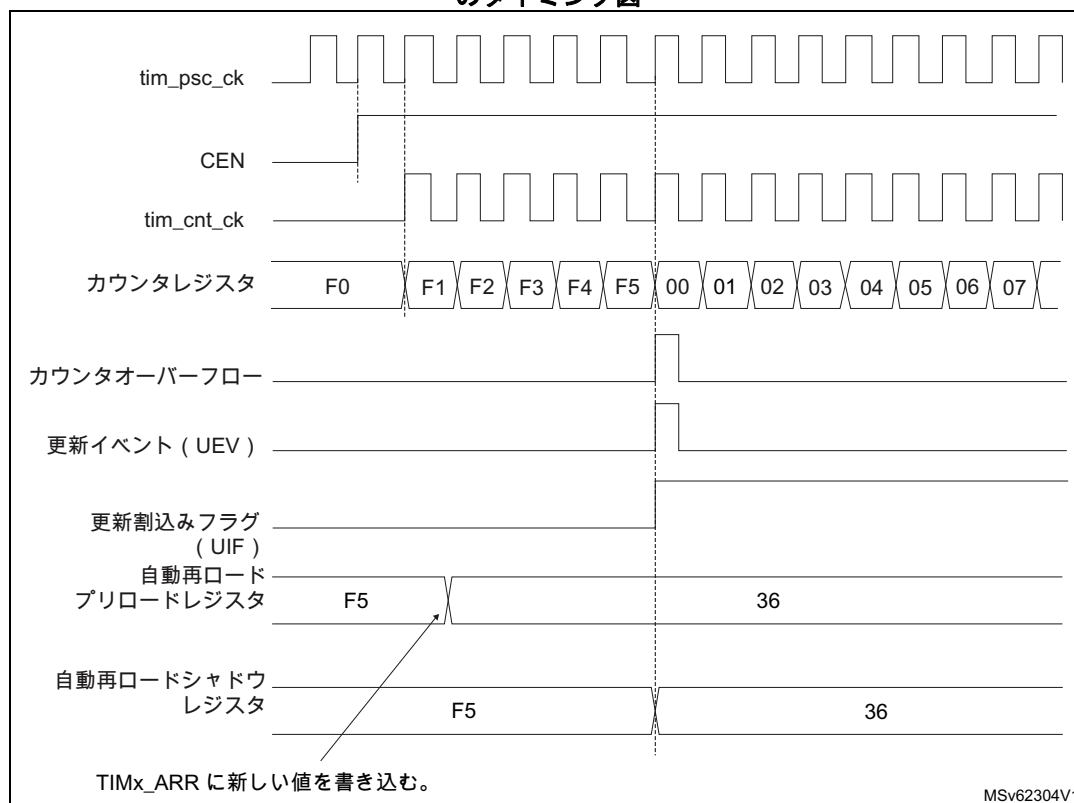 のタイミング図
tim_psc_ck
CEN
tim_cnt_ck
カウンタレジスタ
F0 F1 F2 F3 F4 F5 00 01 02 03 04 05 06 07
カウンタオーバーフロー
更新イベント ( UEV )
更新割込みフラグ
( UIF )
自動再ロード
プリロードレジスタ
F5 36
自動再ロードシャドウ
レジスタ
F5 36
TIMx_ARR に新しい値を書き込む。
MSv62304V1